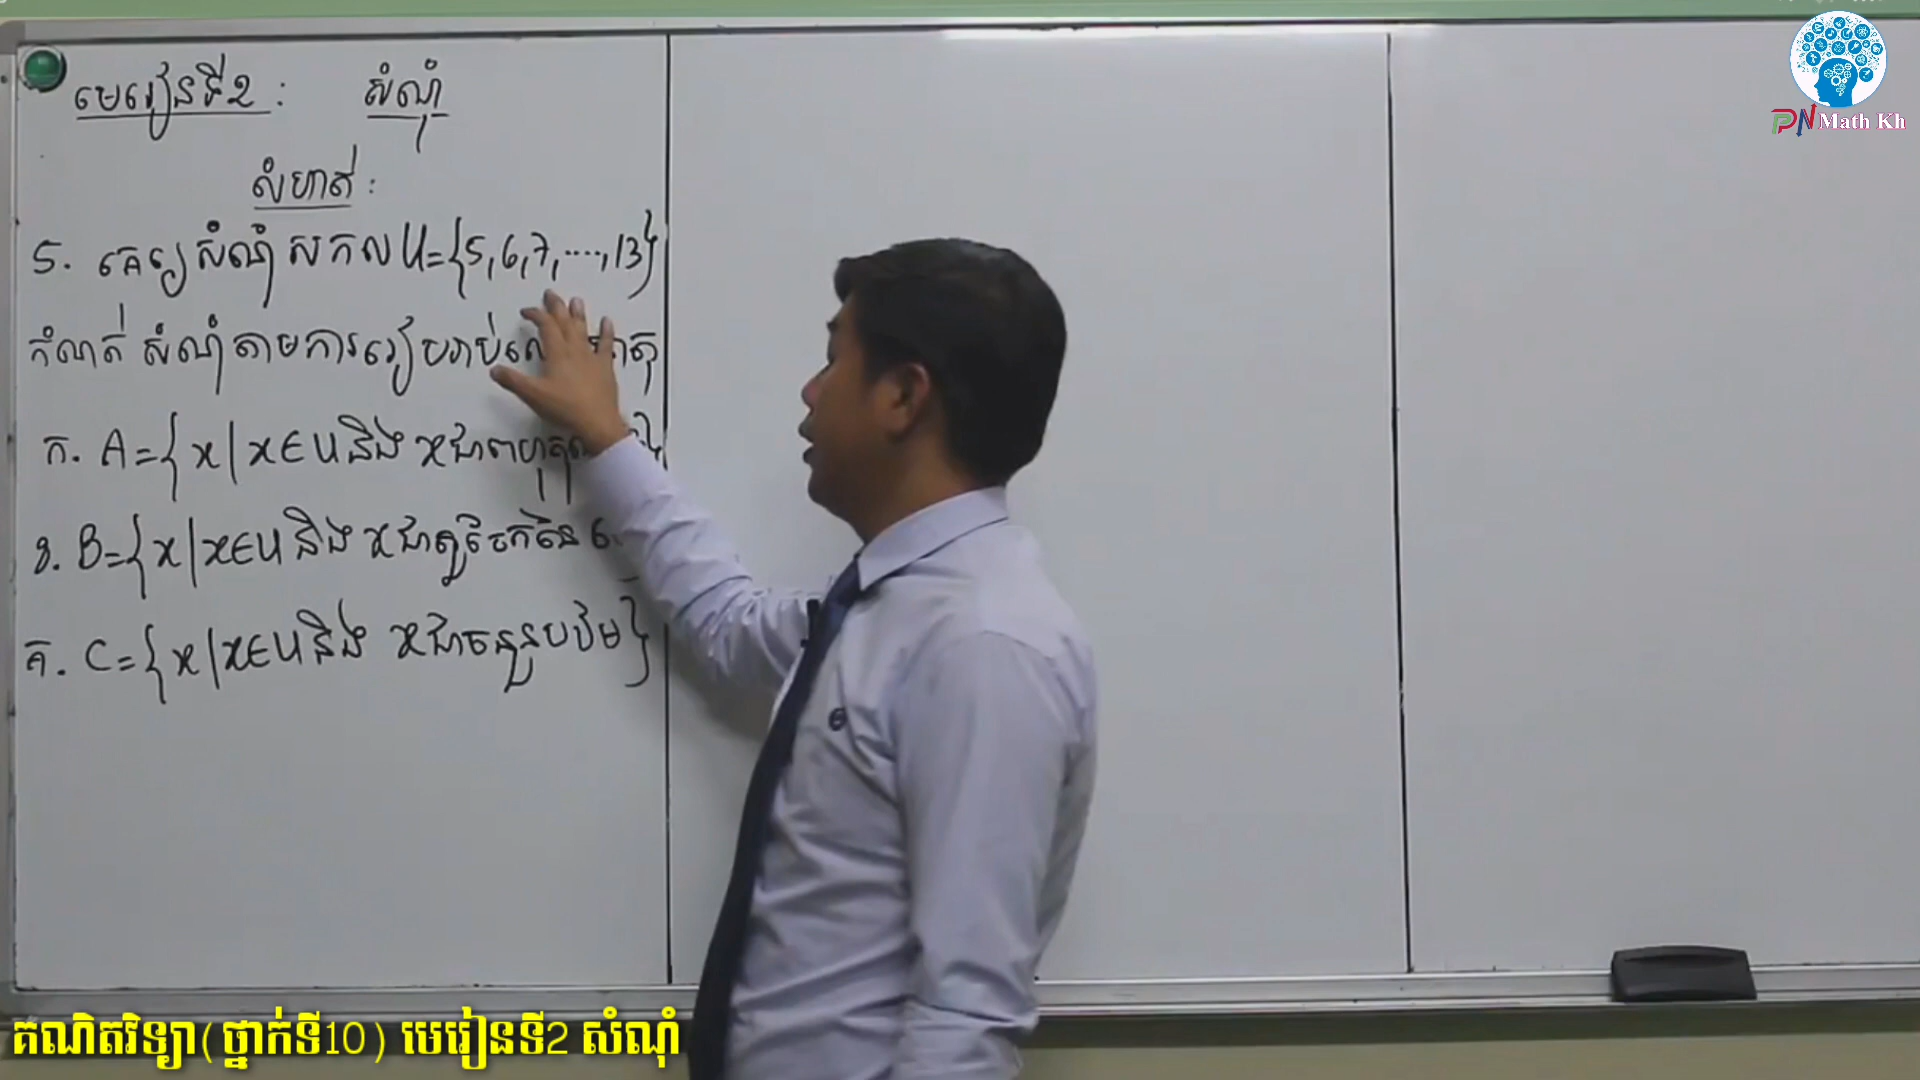 PN Math Kh
មេរៀនទី2 : សំណុំ
លំហាត់ :
5. គេឲ្យសំណុំសកល U={5,6,7,....,13}
កំណត់សំណុំតាមការរៀបរាប់ធាតុ
ក. A={x|x∈U និង x ជាពហុគុណ }
ខ. B={x|x∈U និង x ជាតួចែកនៃ
គ. C={x|x∈U និង x ជាចំនួនបឋម}
គណិតវិទ្យា(ថ្នាក់ទី10) មេរៀនទី2 សំណុំ